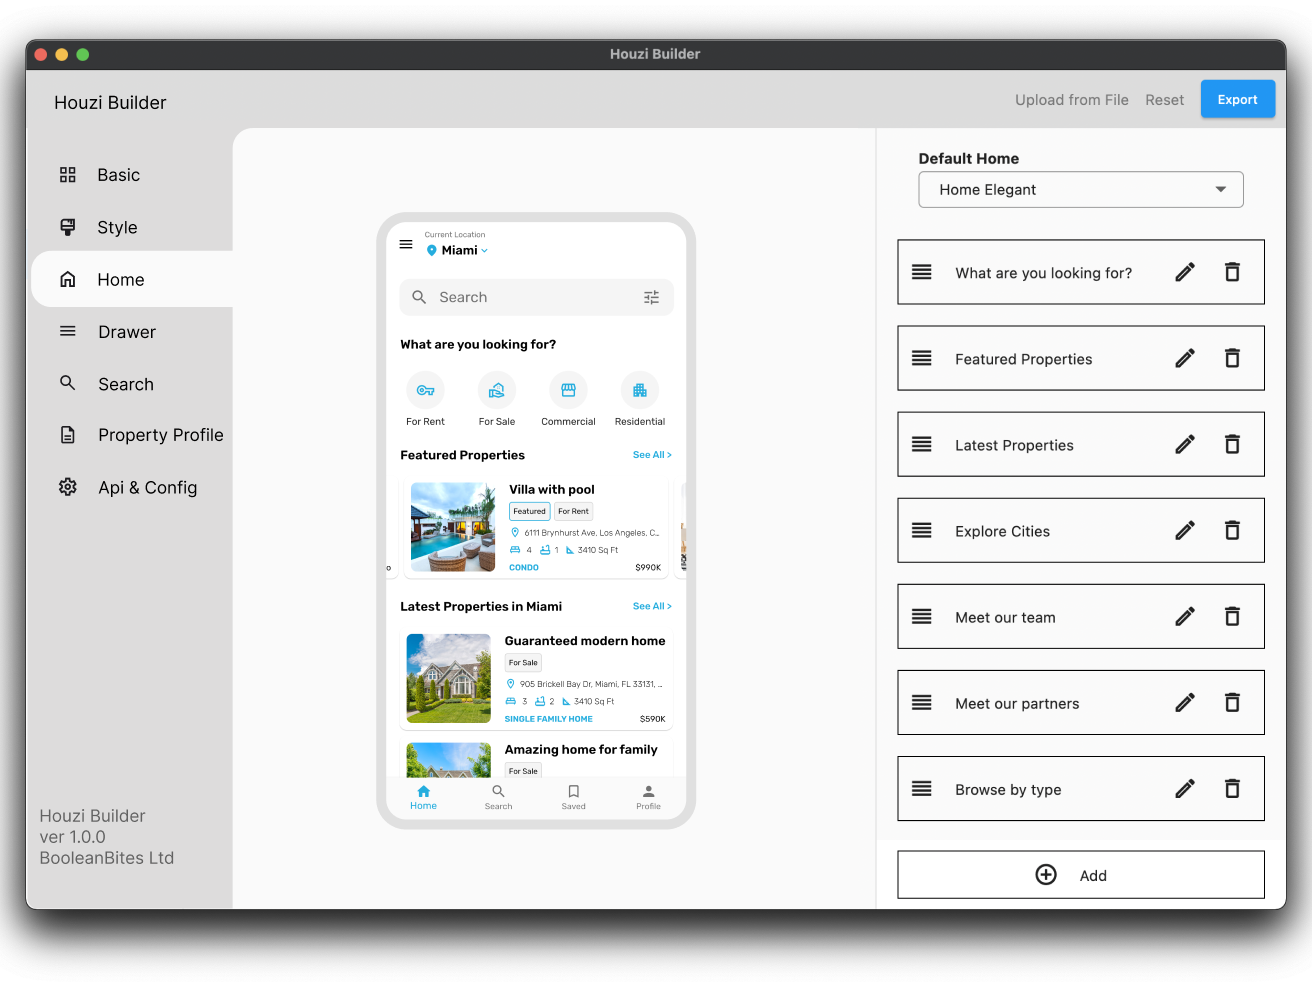 Houzi Builder
Houzi Builder
Upload from File
Reset
Export
Basic
Style
Home
Drawer
Search
Property Profile
Api & Config
Houzi Builder
ver 1.0.0
BooleanBites Ltd
Current Location
Miami
Search
What are you looking for?
For Rent
For Sale
Commercial
Residential
Featured Properties
See All >
Villa with pool
Featured
For Rent
6111 Brynhurst Ave. Los Angeles. C...
4 1 3410 Sq Ft
CONDO
$990K
Latest Properties in Miami
See All >
Guaranteed modern home
For Sale
905 Brickell Bay Dr, Miami, FL 33131, ...
3 2 3410 Sq Ft
SINGLE FAMILY HOME
$590K
Amazing home for family
For Sale
Home
Search
Saved
Profile
Default Home
Home Elegant
What are you looking for?
Featured Properties
Latest Properties
Explore Cities
Meet our team
Meet our partners
Browse by type
Add